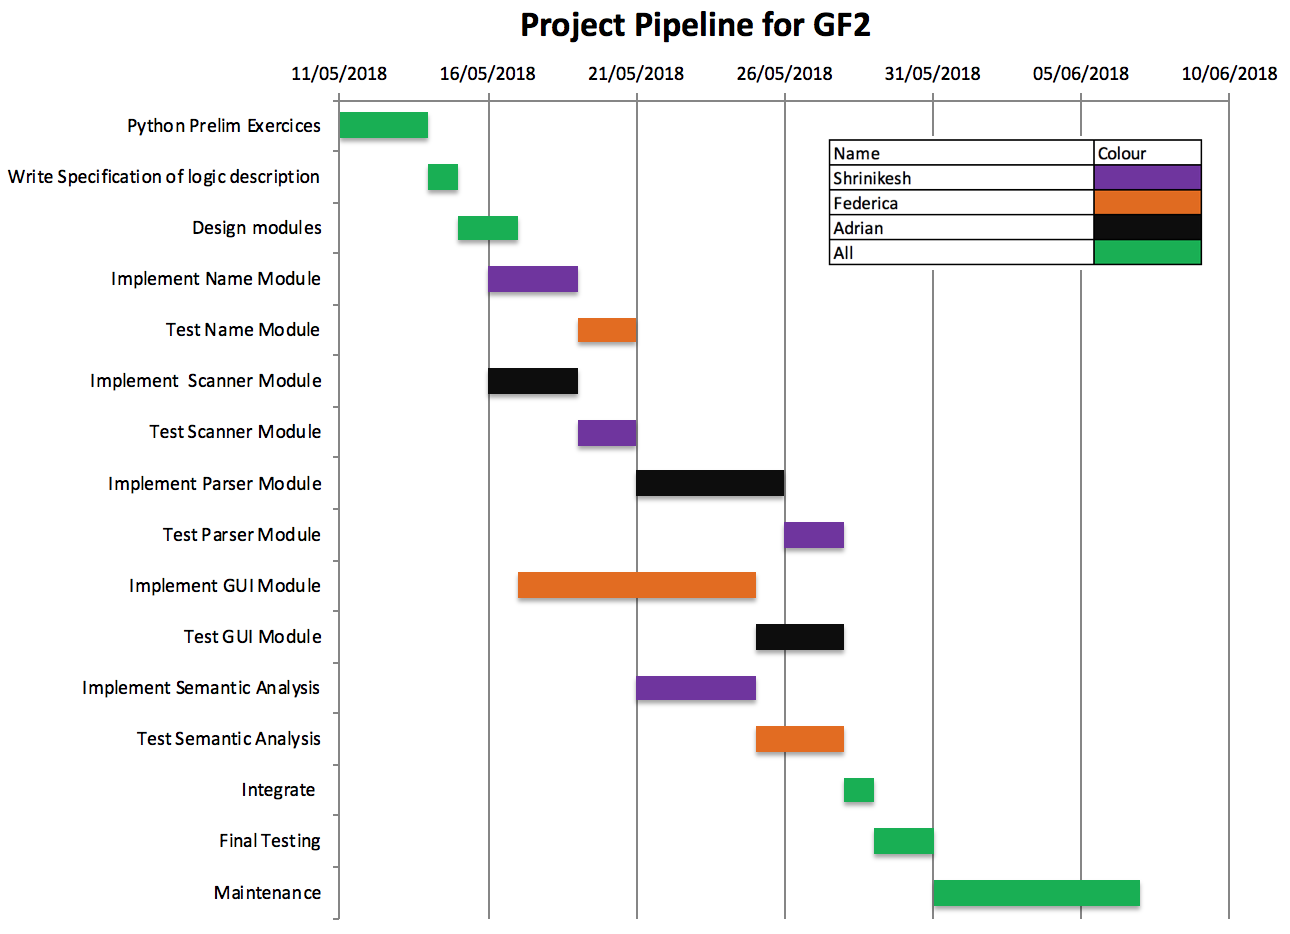 Project Pipeline for GF2
11/05/2018 16/05/2018 21/05/2018 26/05/2018 31/05/2018 05/06/2018 10/06/2018
Python Prelim Exercices
Write Specification of logic description
Design modules
Implement Name Module
Test Name Module
Implement Scanner Module
Test Scanner Module
Implement Parser Module
Test Parser Module
Implement GUI Module
Test GUI Module
Implement Semantic Analysis
Test Semantic Analysis
Integrate
Final Testing
Maintenance
Name Colour
Shrinikesh
Federica
Adrian
All